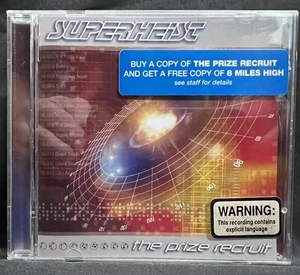 SUPERHEIST
BUY A COPY OF THE PRIZE RECRUIT
AND GET A FREE COPY OF 8 MILES HIGH
see staff for details
WARNING:
This recording contains
explicit language
the prize recruit